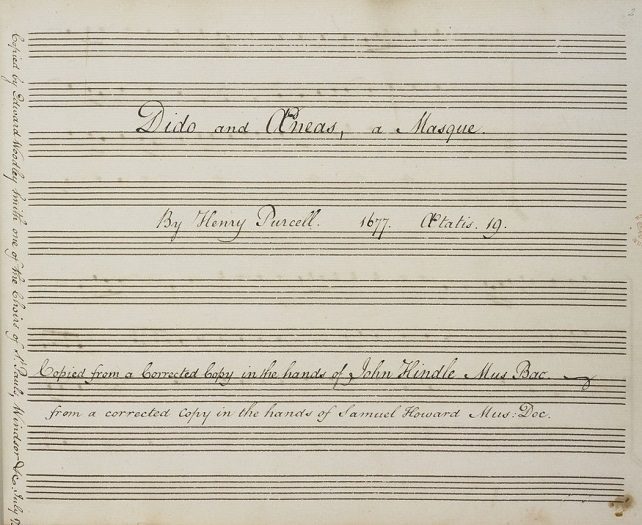 Dido and Æneas, a Masque.
By Henry Purcell. 1677. Ætatis. 19.
Copied from a Corrected Copy in the hands of John Hindle Mus Bac.
from a corrected Copy in the hands of Samuel Howard Mus: Doc.
Copied by Edward Woodley Smith one of the Choirs of St. Pauls, Windsor &c. July